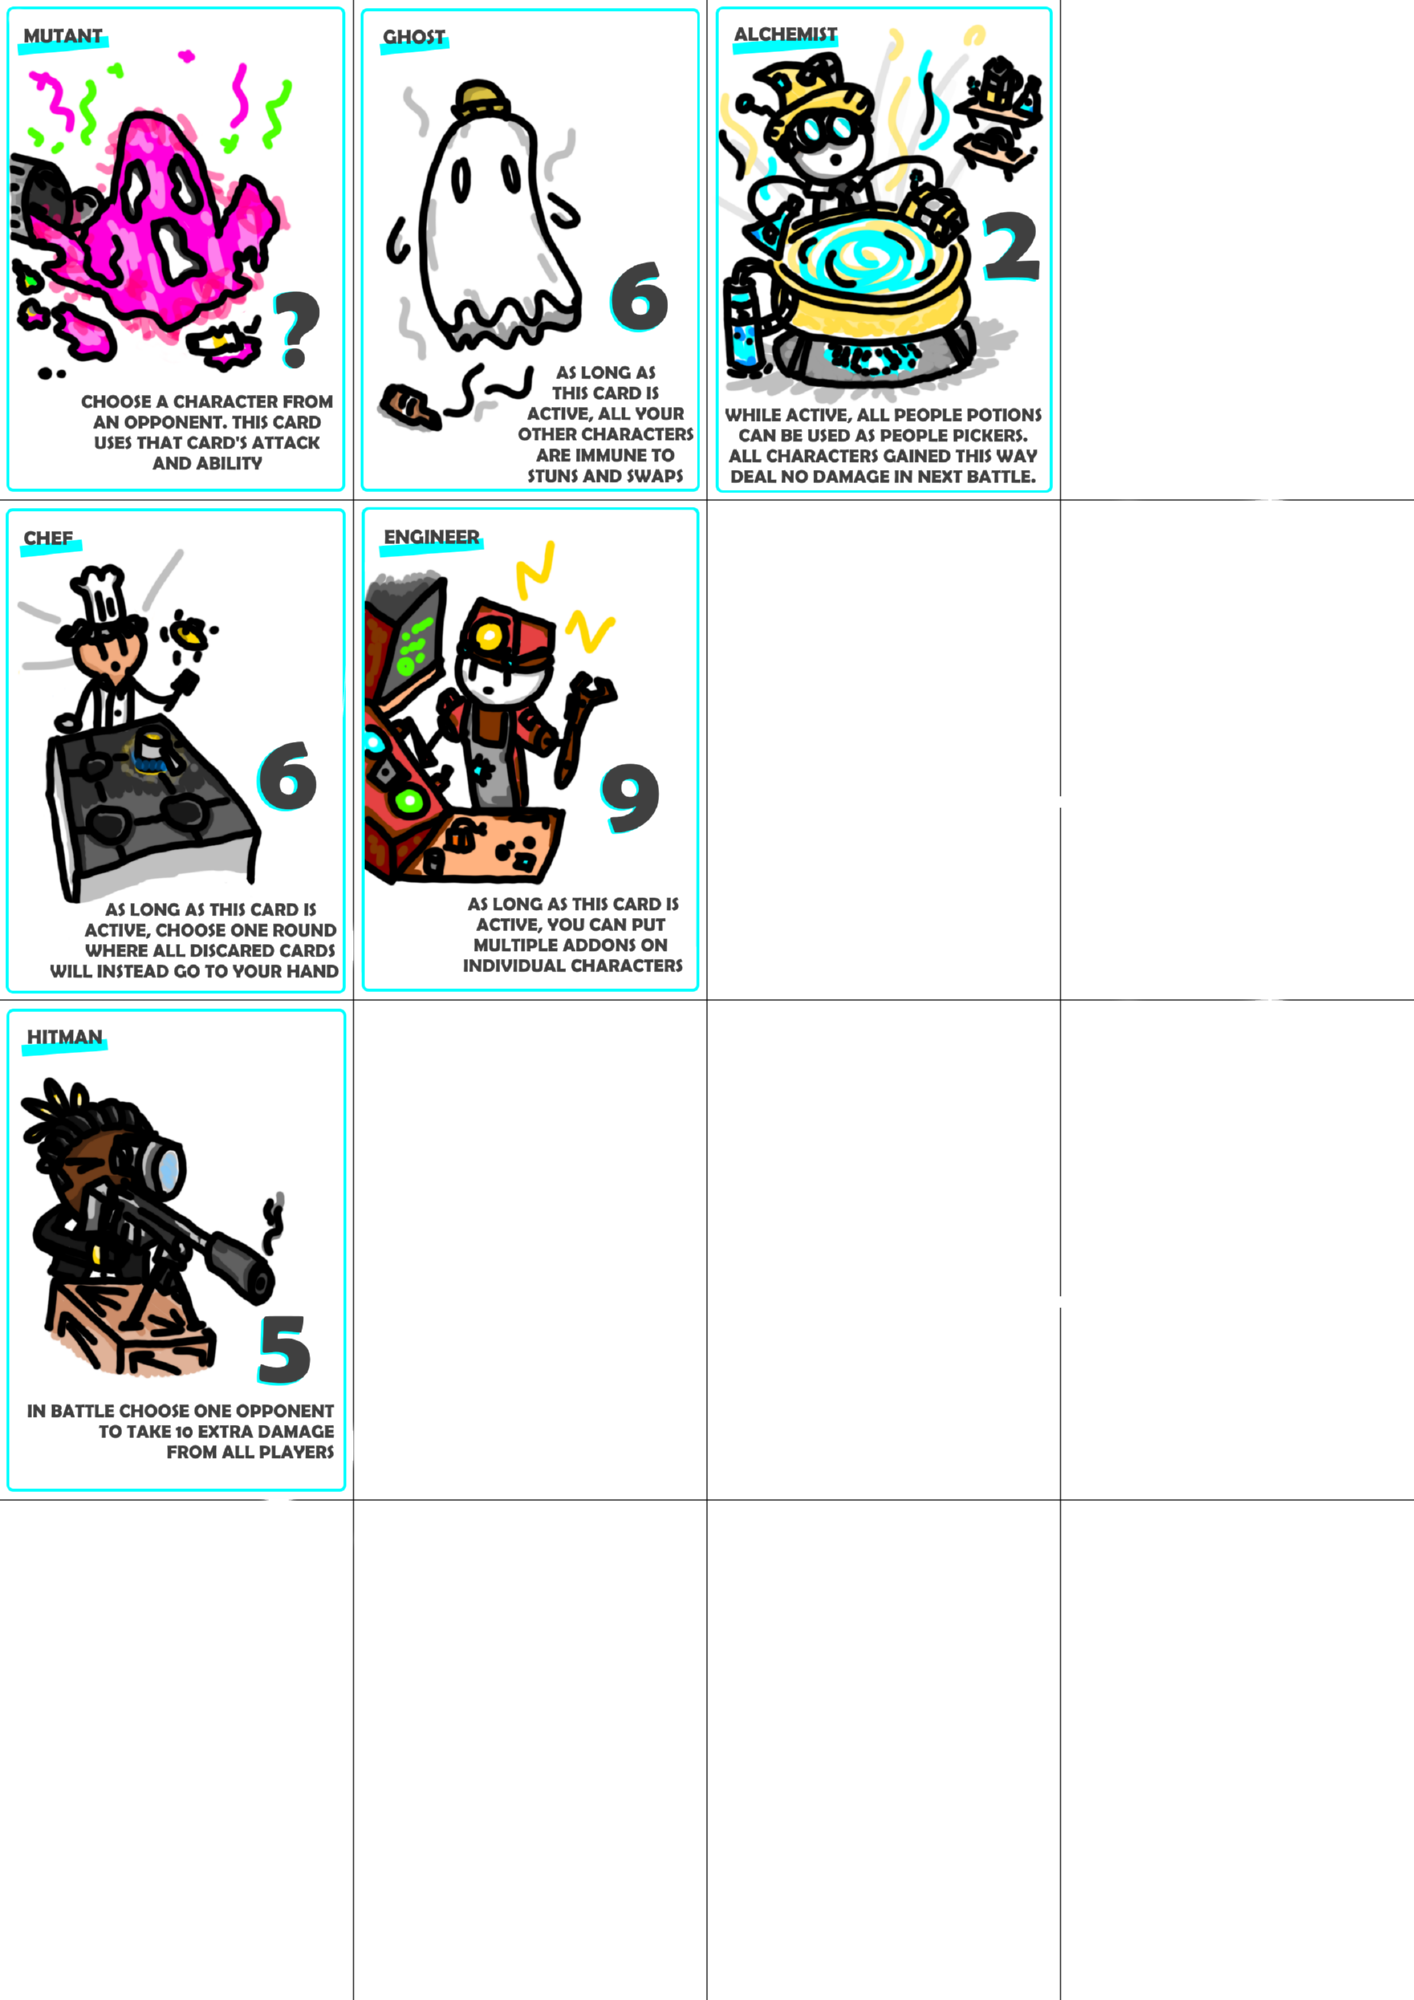 MUTANT
?
CHOOSE A CHARACTER FROM
AN OPPONENT. THIS CARD
USES THAT CARD'S ATTACK
AND ABILITY
GHOST
6
AS LONG AS
THIS CARD IS
ACTIVE, ALL YOUR
OTHER CHARACTERS
ARE IMMUNE TO
STUNS AND SWAPS
ALCHEMIST
2
WHILE ACTIVE, ALL PEOPLE POTIONS
CAN BE USED AS PEOPLE PICKERS.
ALL CHARACTERS GAINED THIS WAY
DEAL NO DAMAGE IN NEXT BATTLE.
CHEF
6
AS LONG AS THIS CARD IS
ACTIVE, CHOOSE ONE ROUND
WHERE ALL DISCARED CARDS
WILL INSTEAD GO TO YOUR HAND
ENGINEER
9
AS LONG AS THIS CARD IS
ACTIVE, YOU CAN PUT
MULTIPLE ADDONS ON
INDIVIDUAL CHARACTERS
HITMAN
5
IN BATTLE CHOOSE ONE OPPONENT
TO TAKE 10 EXTRA DAMAGE
FROM ALL PLAYERS